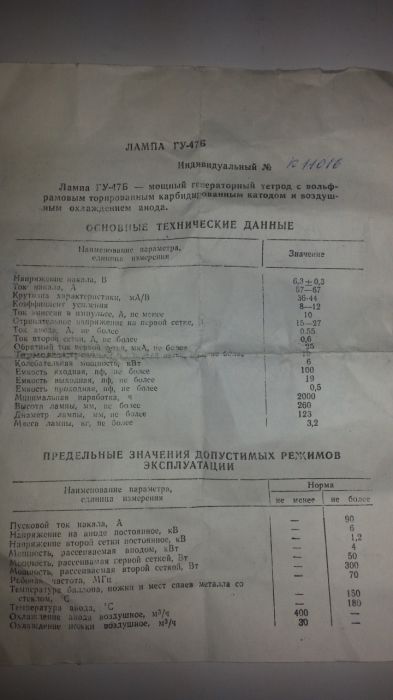 ЛАМПА ГУ-47Б
Индивидуальный № К 11016
Лампа ГУ-47Б — мощный генераторный тетрод с вольф-
рамовым торированным карбидированным катодом и воздуш-
ным охлаждением анода.
ОСНОВНЫЕ ТЕХНИЧЕСКИЕ ДАННЫЕ
Наименование параметра, единица измерения Значение
Напряжение накала, В 6,3±0,3
Ток накала, А 57—67
Крутизна характеристики, мА/В 36-44
Коэффициент усиления 8—12
Ток эмиссии в импульсе, А, не менее 10
Отрицательное напряжение на первой сетке, 15—27
Ток анода, А, не более 0,55
Ток второй сетки, А, не более 0,6
Обратный ток первой сетки, мкА, не более 25
не более
Колебательная мощность, кВт 6
Емкость входная, пф, не более 100
Емкость выходная, пф, не более 19
Емкость проходная, пф, не более 0,5
Минимальная наработка, ч 2000
Высота лампы, мм, не более 260
Диаметр лампы, мм, не более 123
Масса лампы, кг, не более 3,2
ПРЕДЕЛЬНЫЕ ЗНАЧЕНИЯ ДОПУСТИМЫХ РЕЖИМОВ
ЭКСПЛУАТАЦИИ
Наименование параметра, единица измерения Норма
не менее не более
Пусковой ток накала, А — 90
Напряжение на аноде постоянное, кВ — 6
Напряжение второй сетки постоянное, кВ — 1,2
Мощность, рассеиваемая анодом, кВт — 4
Мощность, рассеиваемая первой сеткой, Вт — 50
Мощность, рассеиваемая второй сеткой, Вт — 300
Рабочая частота, МГц — 70
Температура баллона, ножки и мест спаев металла со
стеклом, °С — 150
Температура анода, °С — 180
Охлаждение анода воздушное, м³/ч 400 —
Охлаждение ножки воздушное, м³/ч 30 —